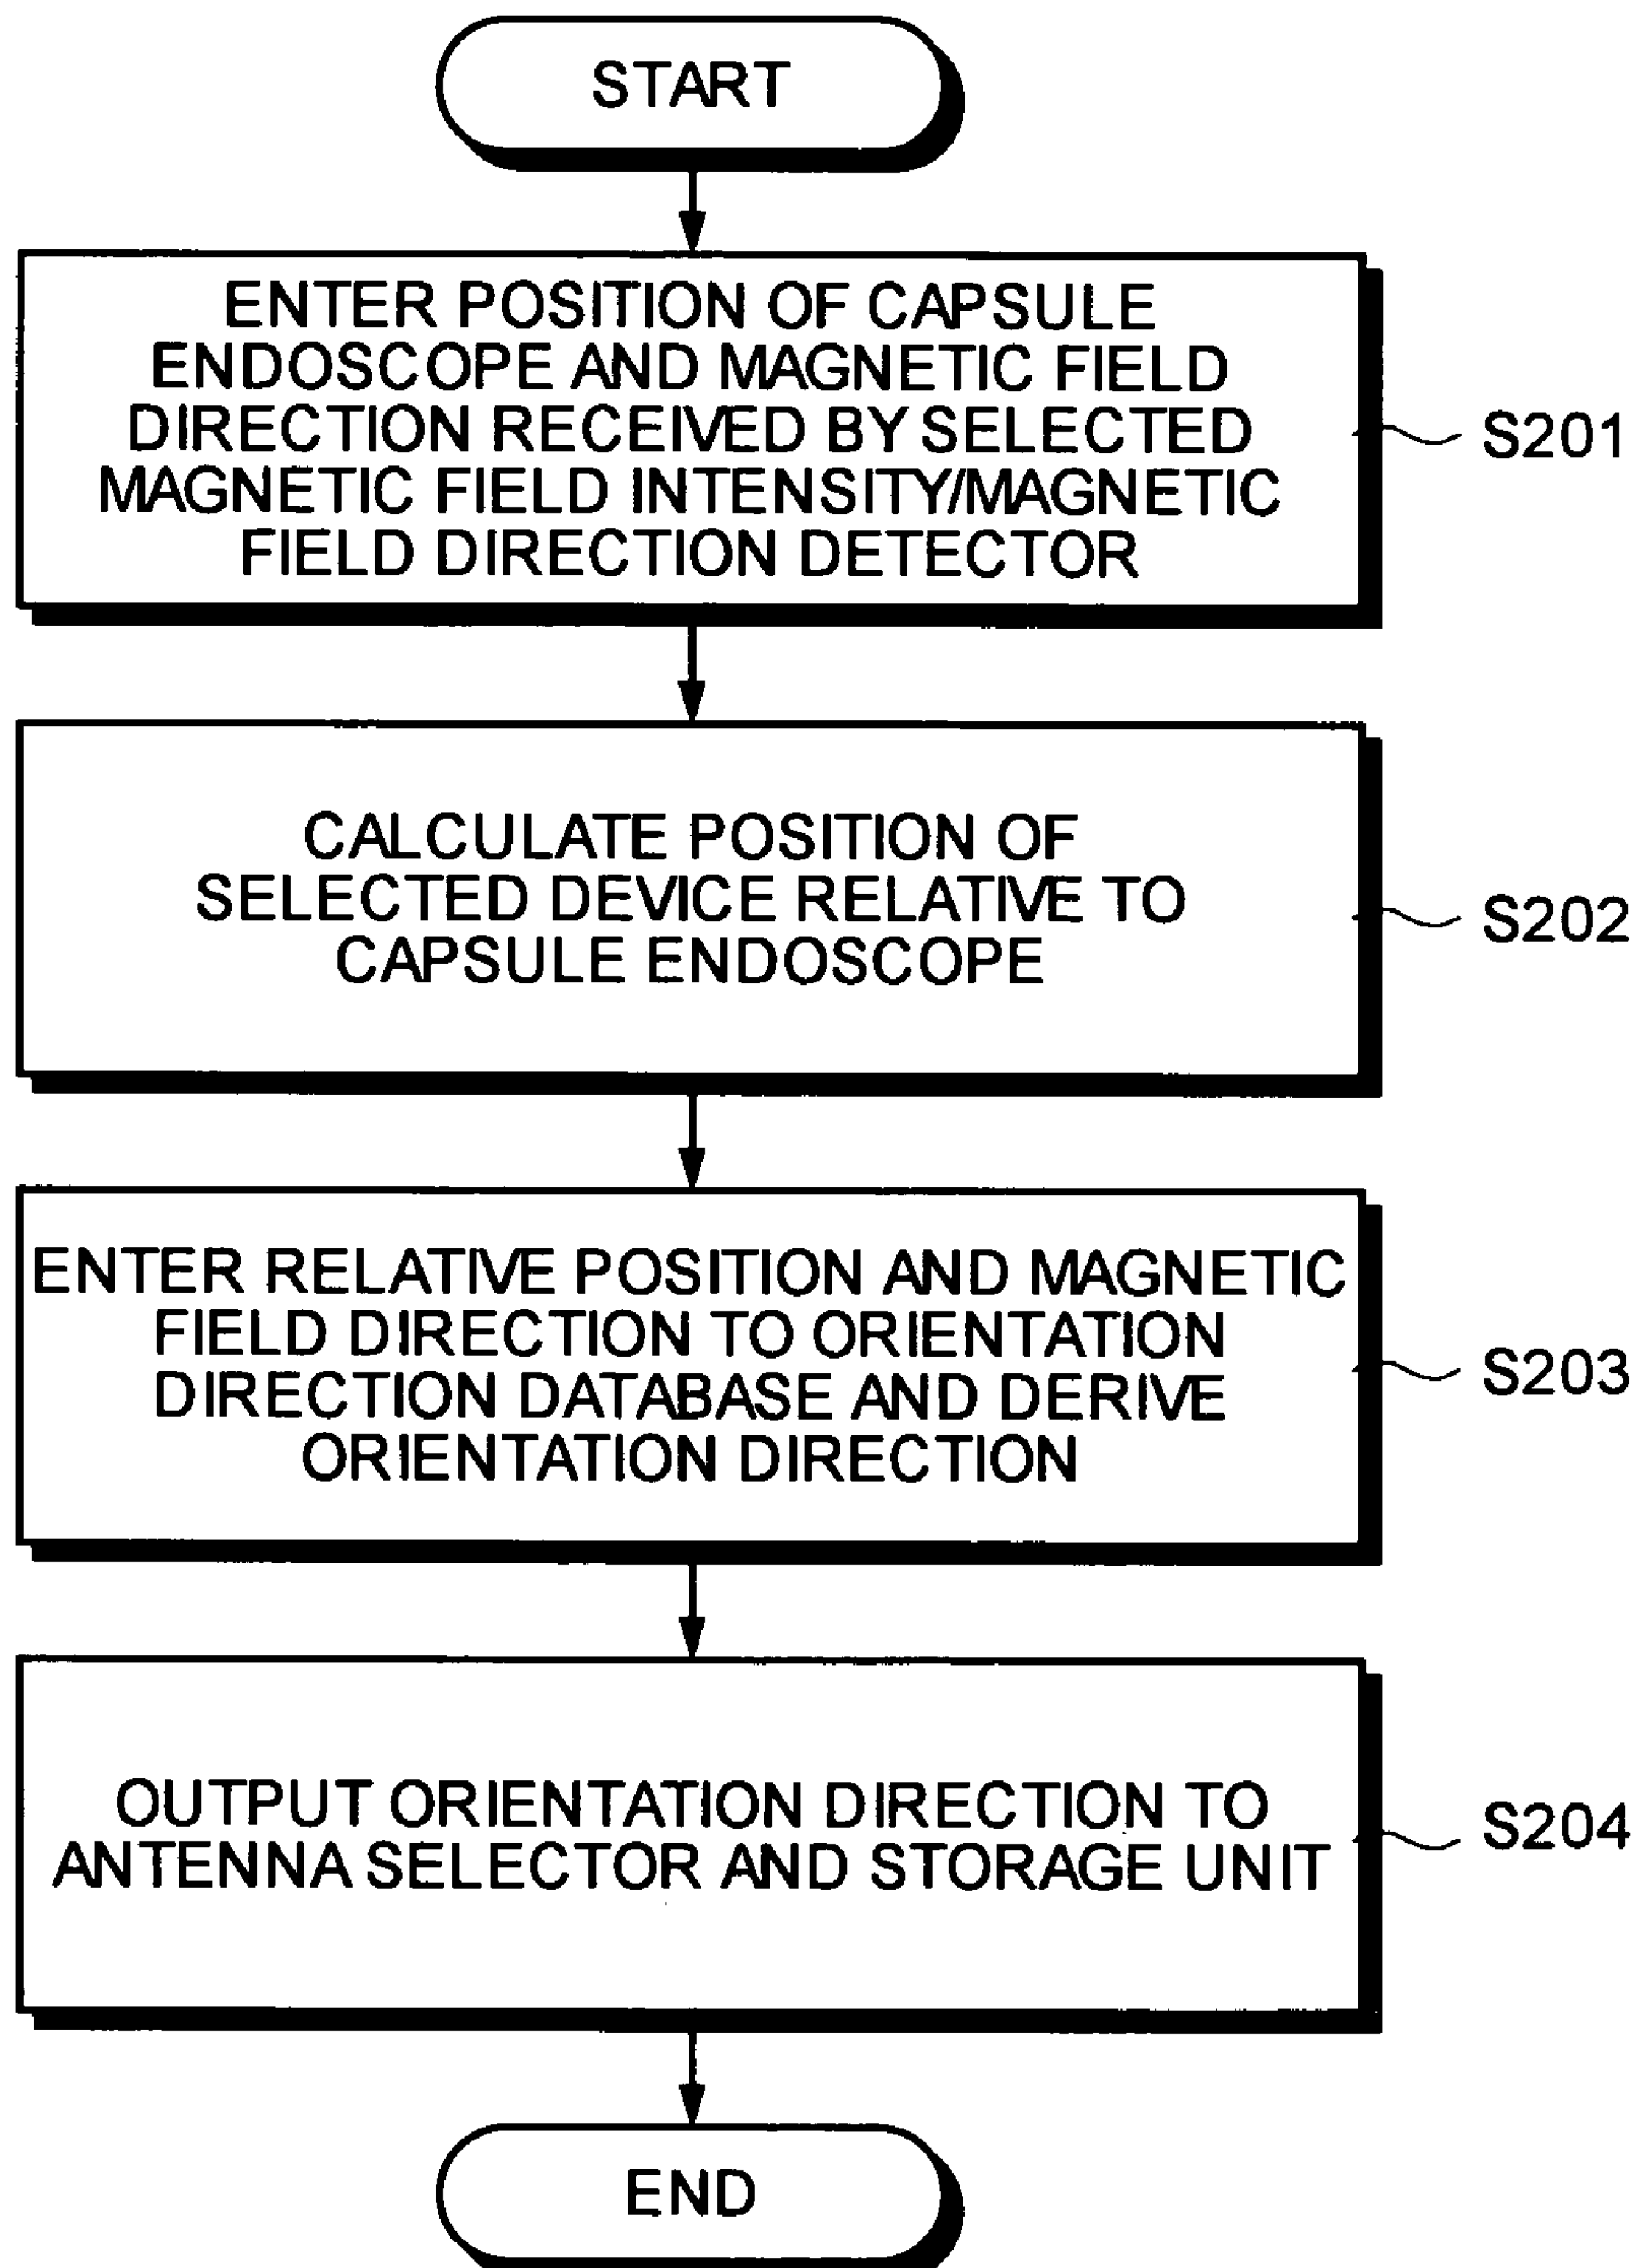 START
ENTER POSITION OF CAPSULE
ENDOSCOPE AND MAGNETIC FIELD
DIRECTION RECEIVED BY SELECTED
MAGNETIC FIELD INTENSITY/MAGNETIC
FIELD DIRECTION DETECTOR
S201
CALCULATE POSITION OF
SELECTED DEVICE RELATIVE TO
CAPSULE ENDOSCOPE
S202
ENTER RELATIVE POSITION AND MAGNETIC
FIELD DIRECTION TO ORIENTATION
DIRECTION DATABASE AND DERIVE
ORIENTATION DIRECTION
S203
OUTPUT ORIENTATION DIRECTION TO
ANTENNA SELECTOR AND STORAGE UNIT
S204
END